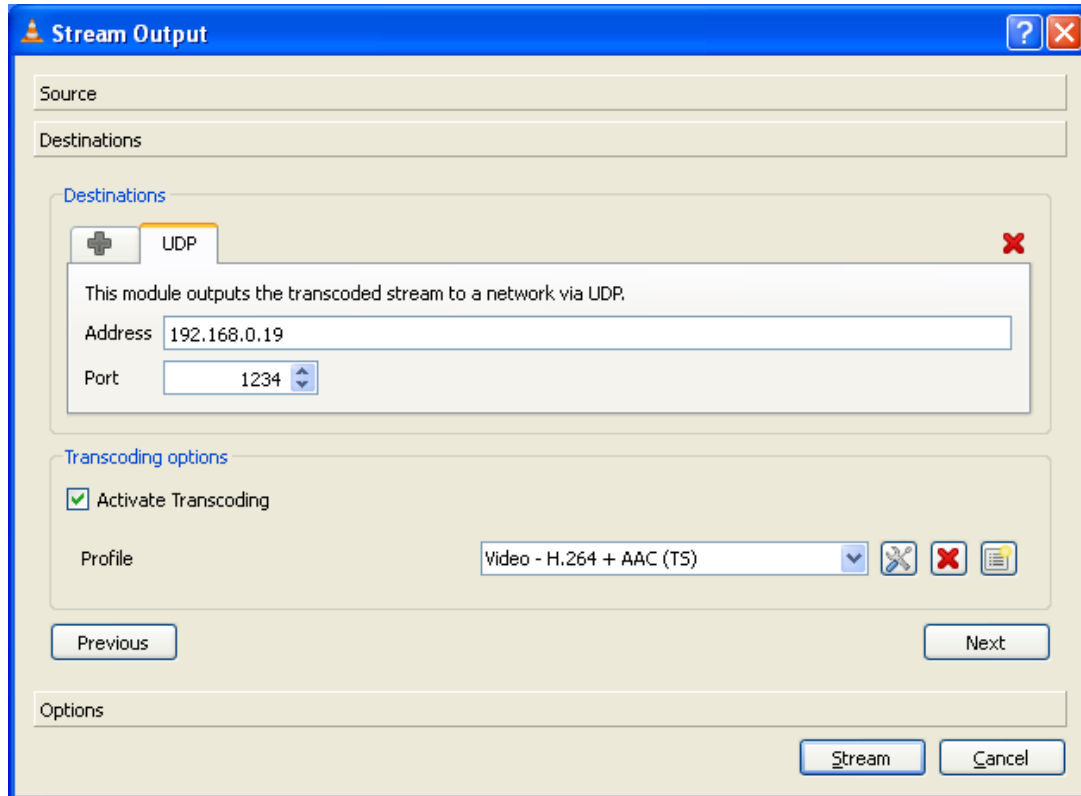 Stream Output
Source
Destinations
Destinations
UDP
This module outputs the transcoded stream to a network via UDP.
Address 192.168.0.19
Port 1234
Transcoding options
Activate Transcoding
Profile Video - H.264 + AAC (TS)
Previous Next
Options
Stream Cancel